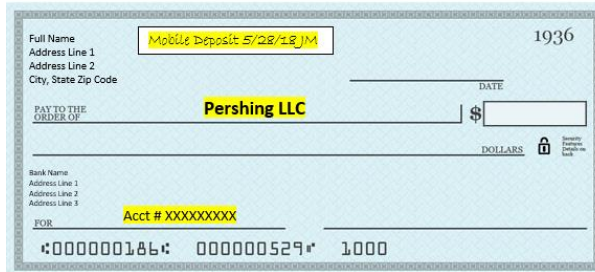 Full Name
Mobile Deposit 5/28/18 JM
1936
Address Line 1
Address Line 2
City, State Zip Code
DATE
PAY TO THE
ORDER OF
Pershing LLC
$
DOLLARS
Security
Features
Details on
back
Bank Name
Address Line 1
Address Line 2
Address Line 3
Acct # XXXXXXXXX
FOR
⑆000000186⑆ 000000529⑈ 1000